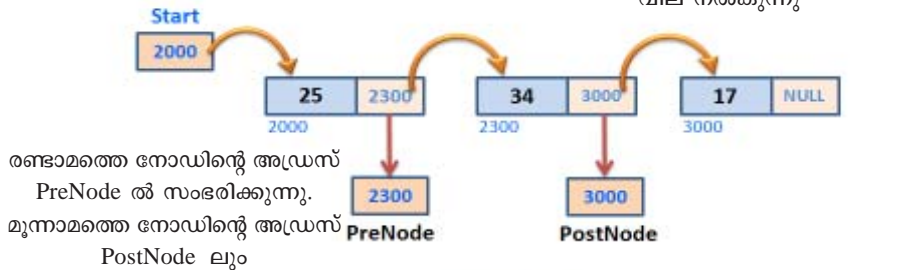 വില നൽകുന്നു
Start
2000
25 2300 34 3000 17 NULL
2000 2300 3000
രണ്ടാമത്തെ നോഡിന്റെ അഡ്രസ്
PreNode ൽ സംഭരിക്കുന്നു.
മൂന്നാമത്തെ നോഡിന്റെ അഡ്രസ്
PostNode ലും
2300 3000
PreNode PostNode